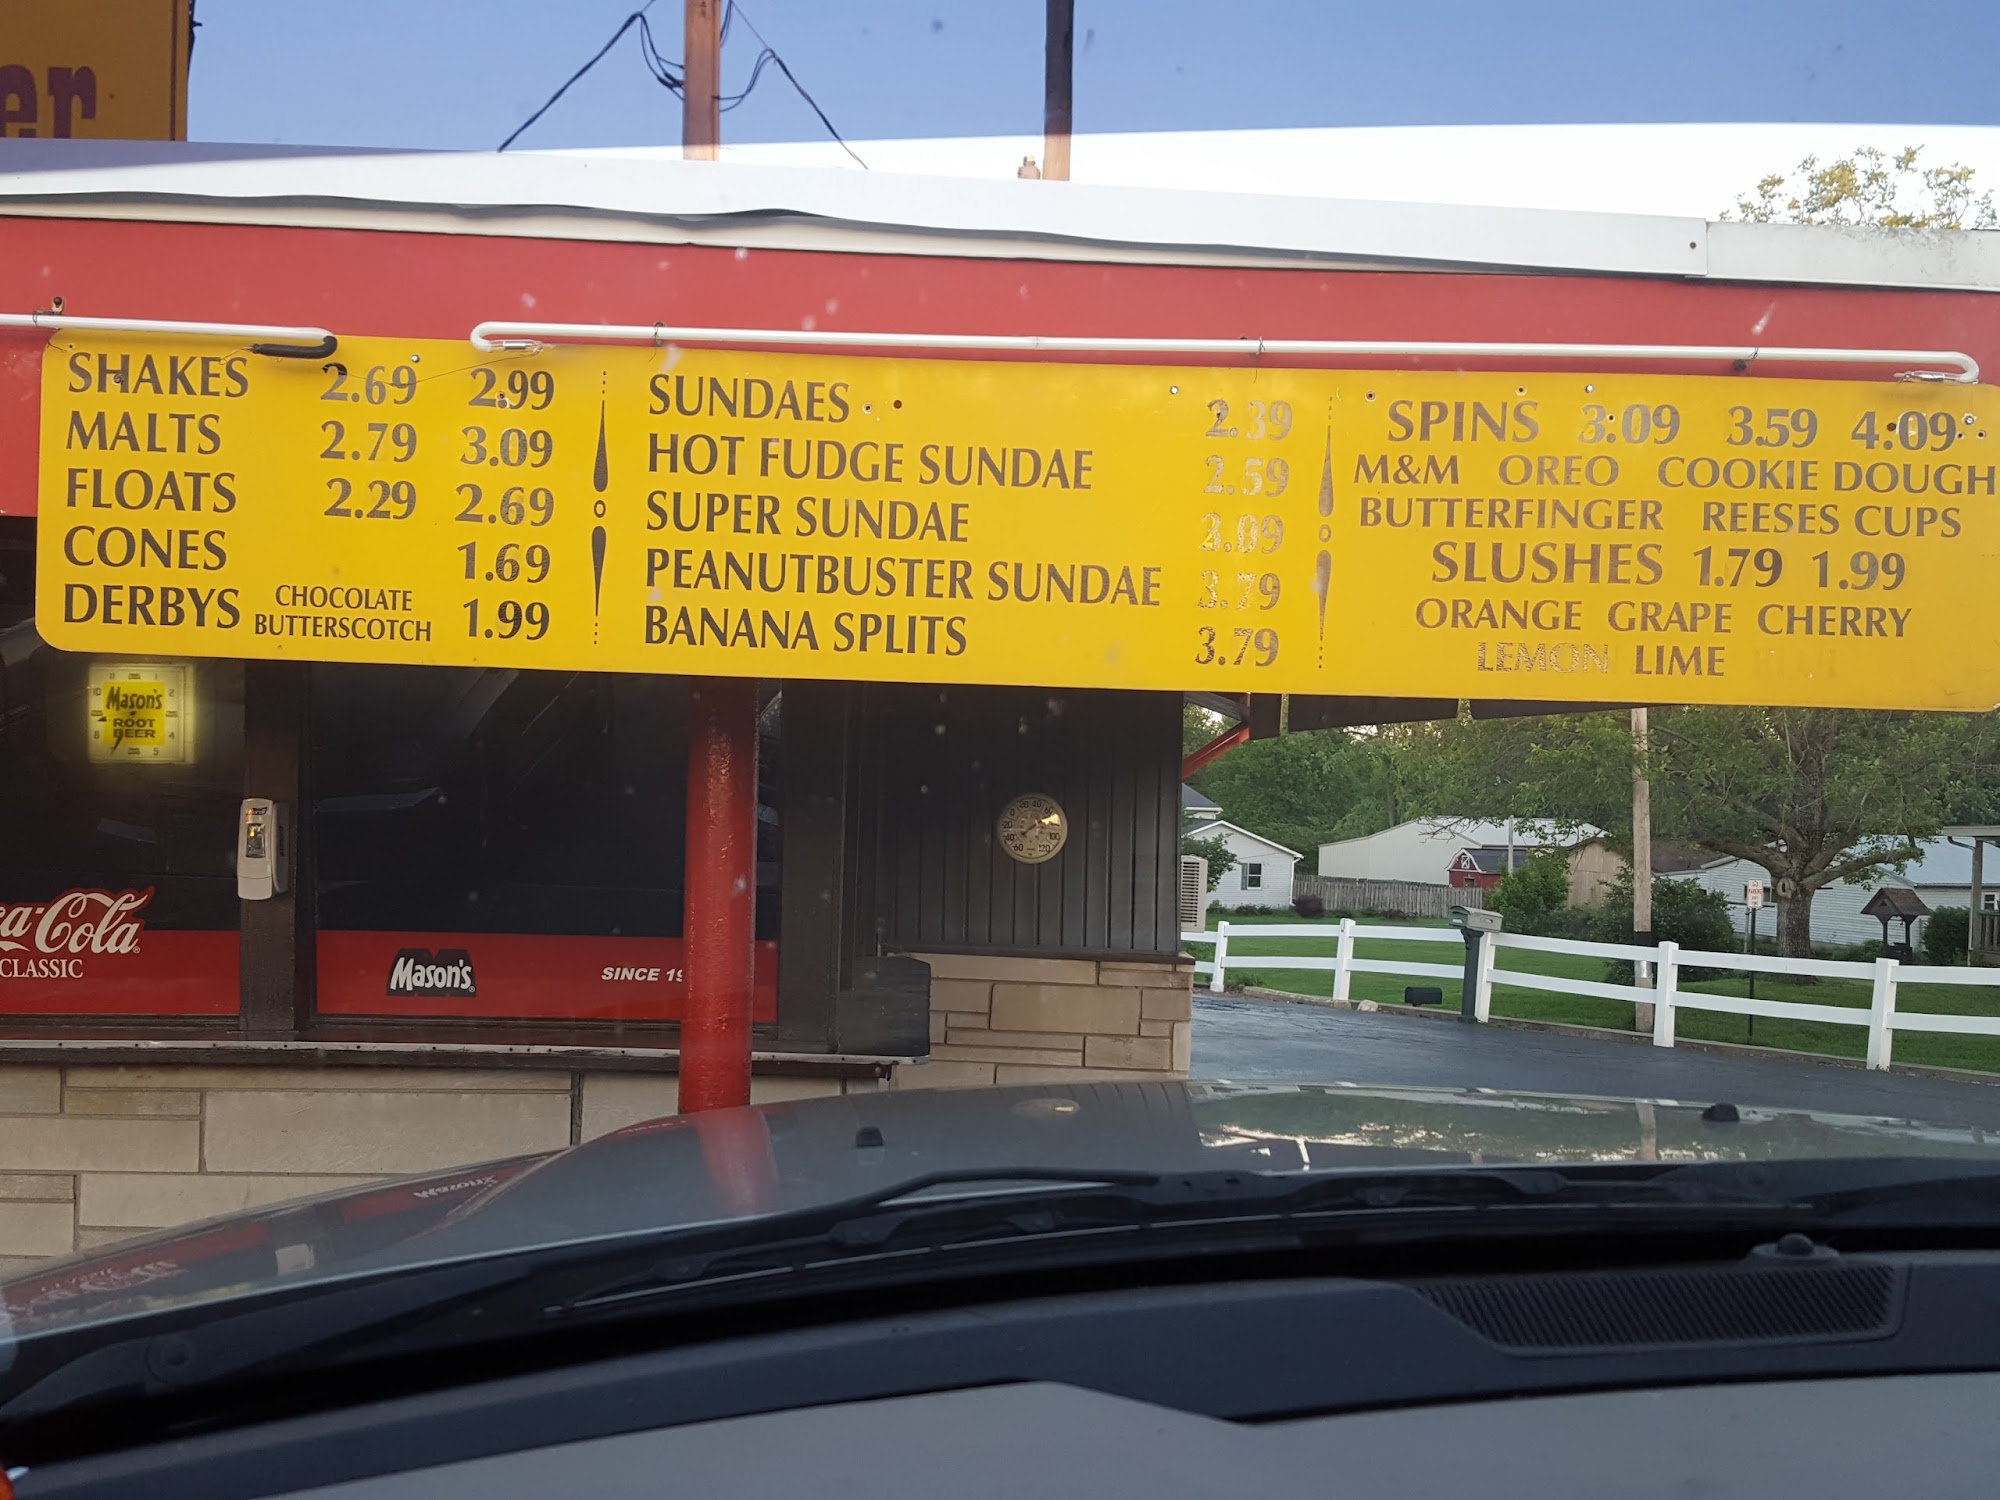 er
SHAKES 2.69 2.99
MALTS 2.79 3.09
FLOATS 2.29 2.69
CONES 1.69
DERBYS CHOCOLATE BUTTERSCOTCH 1.99
SUNDAES 2.39
HOT FUDGE SUNDAE 2.59
SUPER SUNDAE 3.09
PEANUTBUSTER SUNDAE 3.79
BANANA SPLITS 3.79
SPINS 3.09 3.59 4.09
M&M OREO COOKIE DOUGH
BUTTERFINGER REESES CUPS
SLUSHES 1.79 1.99
ORANGE GRAPE CHERRY
LEMON LIME
Mason's
ROOT
BEER
a-Cola
CLASSIC
Mason's
SINCE 19